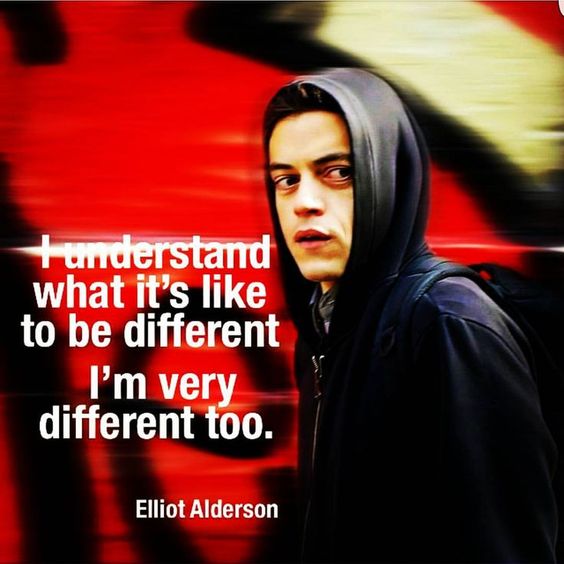 I understand
what it's like
to be different
I'm very
different too.
Elliot Alderson